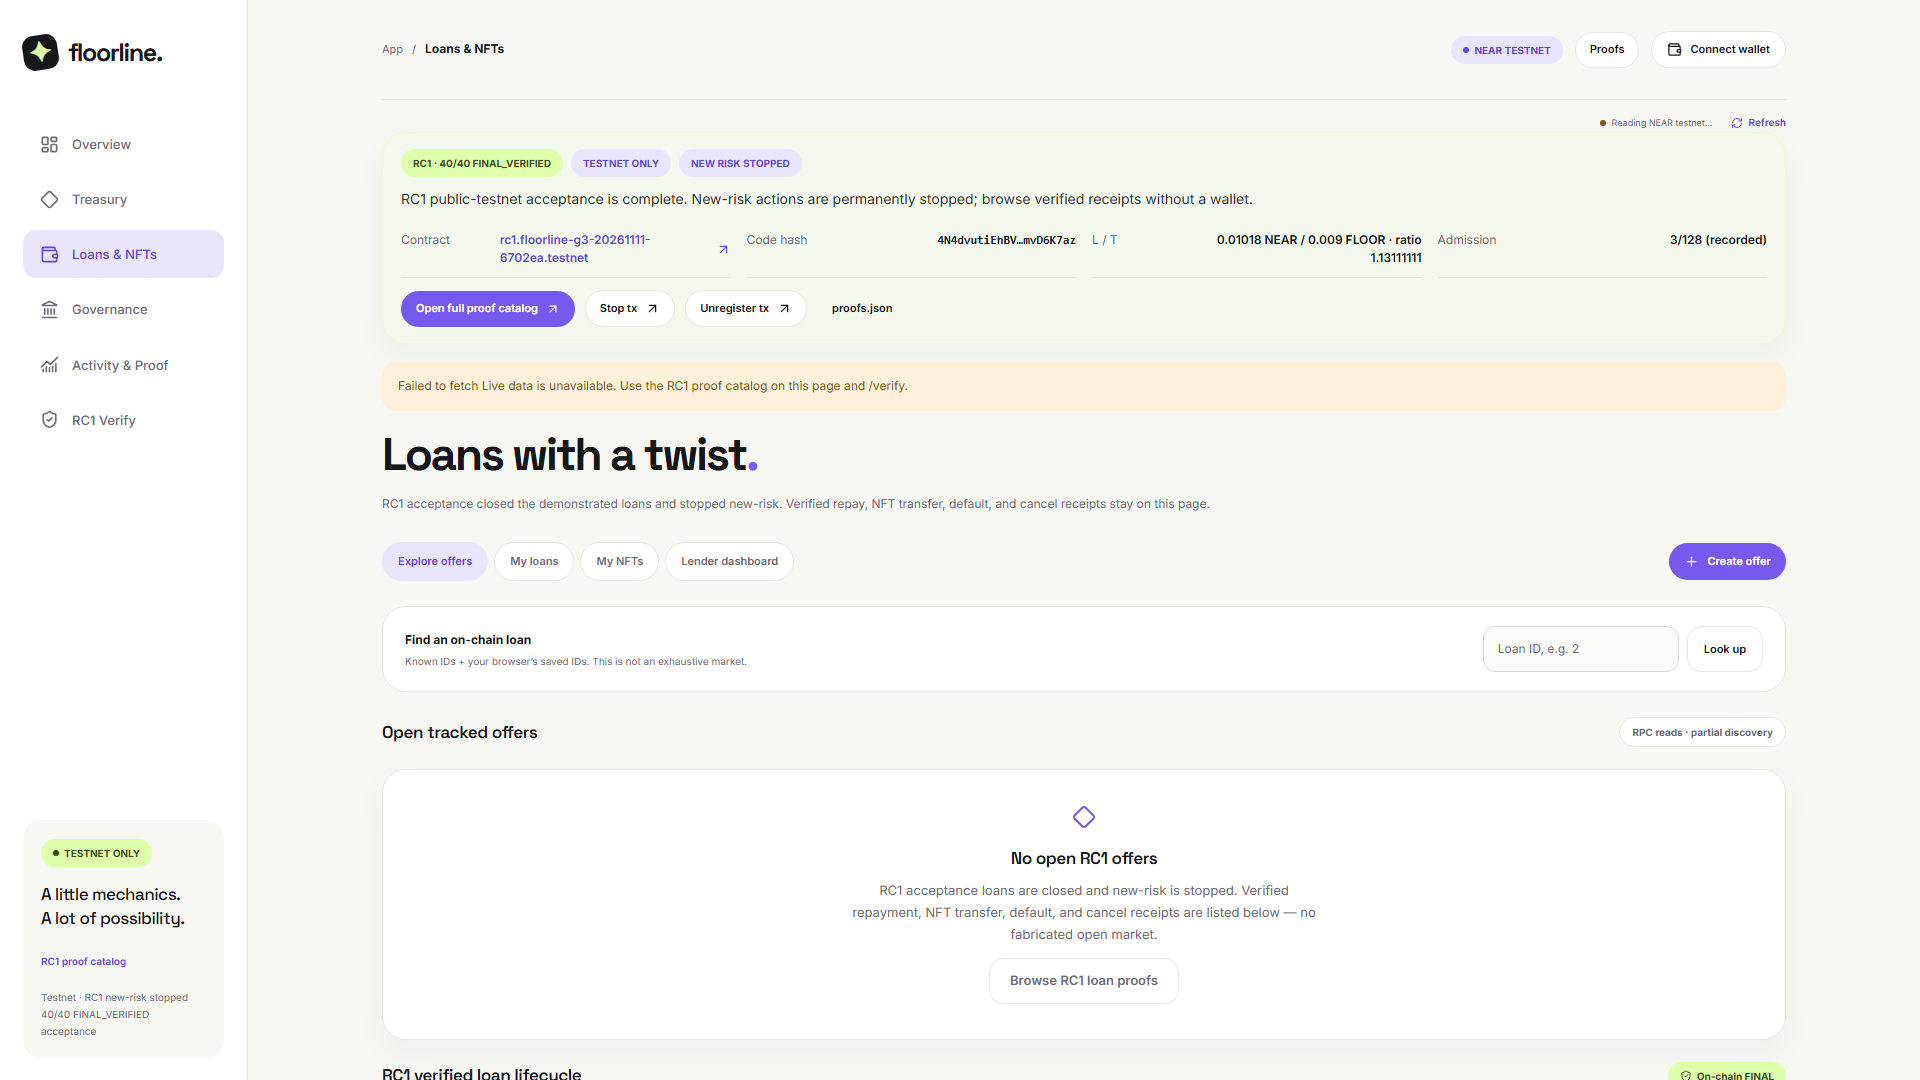 floorline.
Overview
Treasury
Loans & NFTs
Governance
Activity & Proof
RC1 Verify
TESTNET ONLY
A little mechanics.
A lot of possibility.
RC1 proof catalog
Testnet · RC1 new-risk stopped
40/40 FINAL_VERIFIED
acceptance
App / Loans & NFTs
NEAR TESTNET
Proofs
Connect wallet
Reading NEAR testnet...
Refresh
RC1 · 40/40 FINAL_VERIFIED
TESTNET ONLY
NEW RISK STOPPED
RC1 public-testnet acceptance is complete. New-risk actions are permanently stopped; browse verified receipts without a wallet.
Contract
rc1.floorline-g3-20261111-
6702ea.testnet
Code hash
4N4dvutiEhBV…mvD6K7az
L / T
0.01018 NEAR / 0.009 FLOOR · ratio
1.13111111
Admission
3/128 (recorded)
Open full proof catalog
Stop tx
Unregister tx
proofs.json
Failed to fetch Live data is unavailable. Use the RC1 proof catalog on this page and /verify.
Loans with a twist.
RC1 acceptance closed the demonstrated loans and stopped new-risk. Verified repay, NFT transfer, default, and cancel receipts stay on this page.
Explore offers
My loans
My NFTs
Lender dashboard
Create offer
Find an on-chain loan
Known IDs + your browser's saved IDs. This is not an exhaustive market.
Loan ID, e.g. 2
Look up
Open tracked offers
RPC reads · partial discovery
No open RC1 offers
RC1 acceptance loans are closed and new-risk is stopped. Verified
repayment, NFT transfer, default, and cancel receipts are listed below — no
fabricated open market.
Browse RC1 loan proofs
RC1 verified loan lifecycle
On-chain FINAL